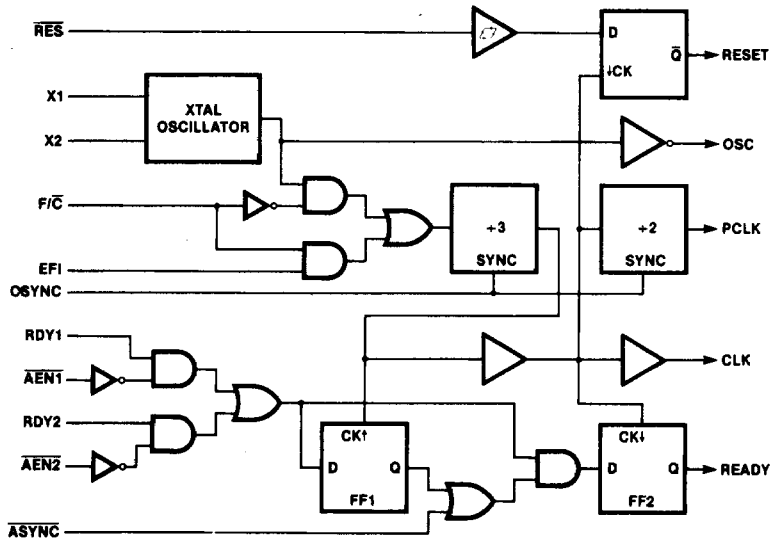 RES
D
Q
RESET
↓CK
X1
XTAL
OSCILLATOR
X2
OSC
F/C
÷3
÷2
PCLK
SYNC
SYNC
EFI
OSYNC
RDY1
AEN1
CLK
RDY2
CK↑
CK↓
AEN2
D
Q
D
Q
READY
FF1
FF2
ASYNC